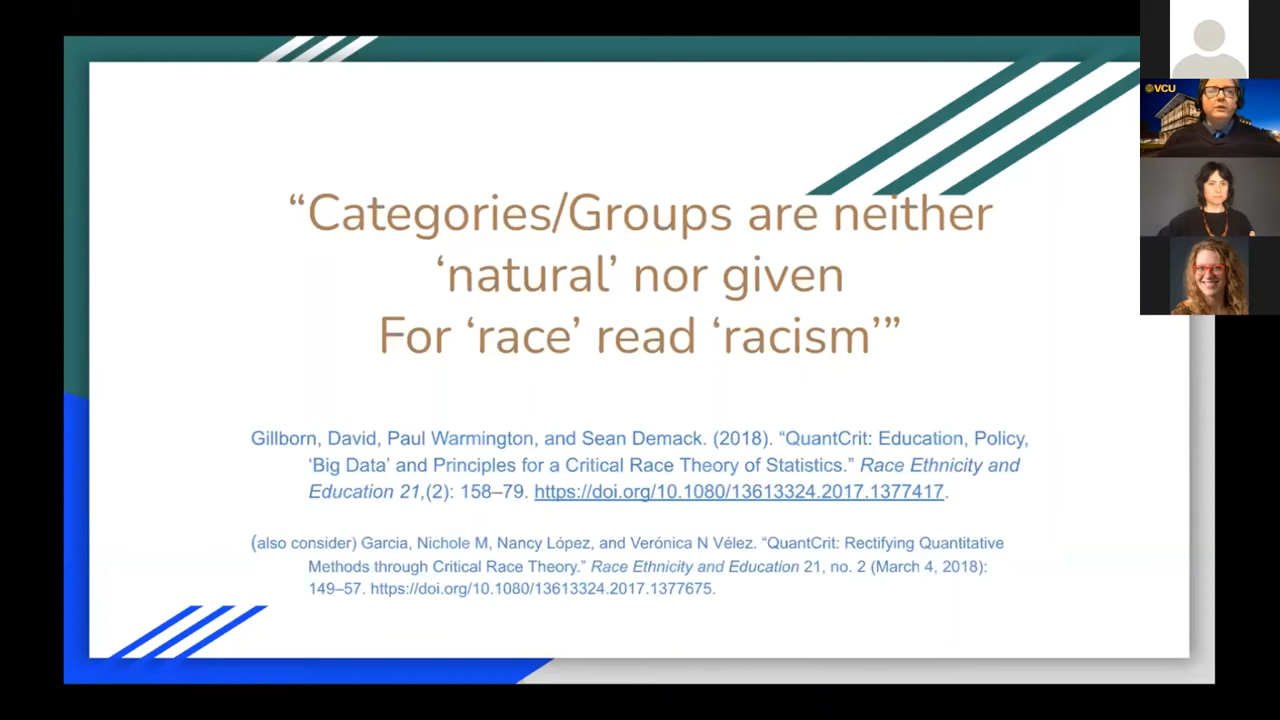 “Categories/Groups are neither
‘natural’ nor given
For ‘race’ read ‘racism’”
Gillborn, David, Paul Warmington, and Sean Demack. (2018). “QuantCrit: Education, Policy,
‘Big Data’ and Principles for a Critical Race Theory of Statistics.” Race Ethnicity and
Education 21,(2): 158–79. https://doi.org/10.1080/13613324.2017.1377417.
(also consider) Garcia, Nichole M, Nancy López, and Verónica N Vélez. “QuantCrit: Rectifying Quantitative
Methods through Critical Race Theory.” Race Ethnicity and Education 21, no. 2 (March 4, 2018):
149–57. https://doi.org/10.1080/13613324.2017.1377675.
VCU